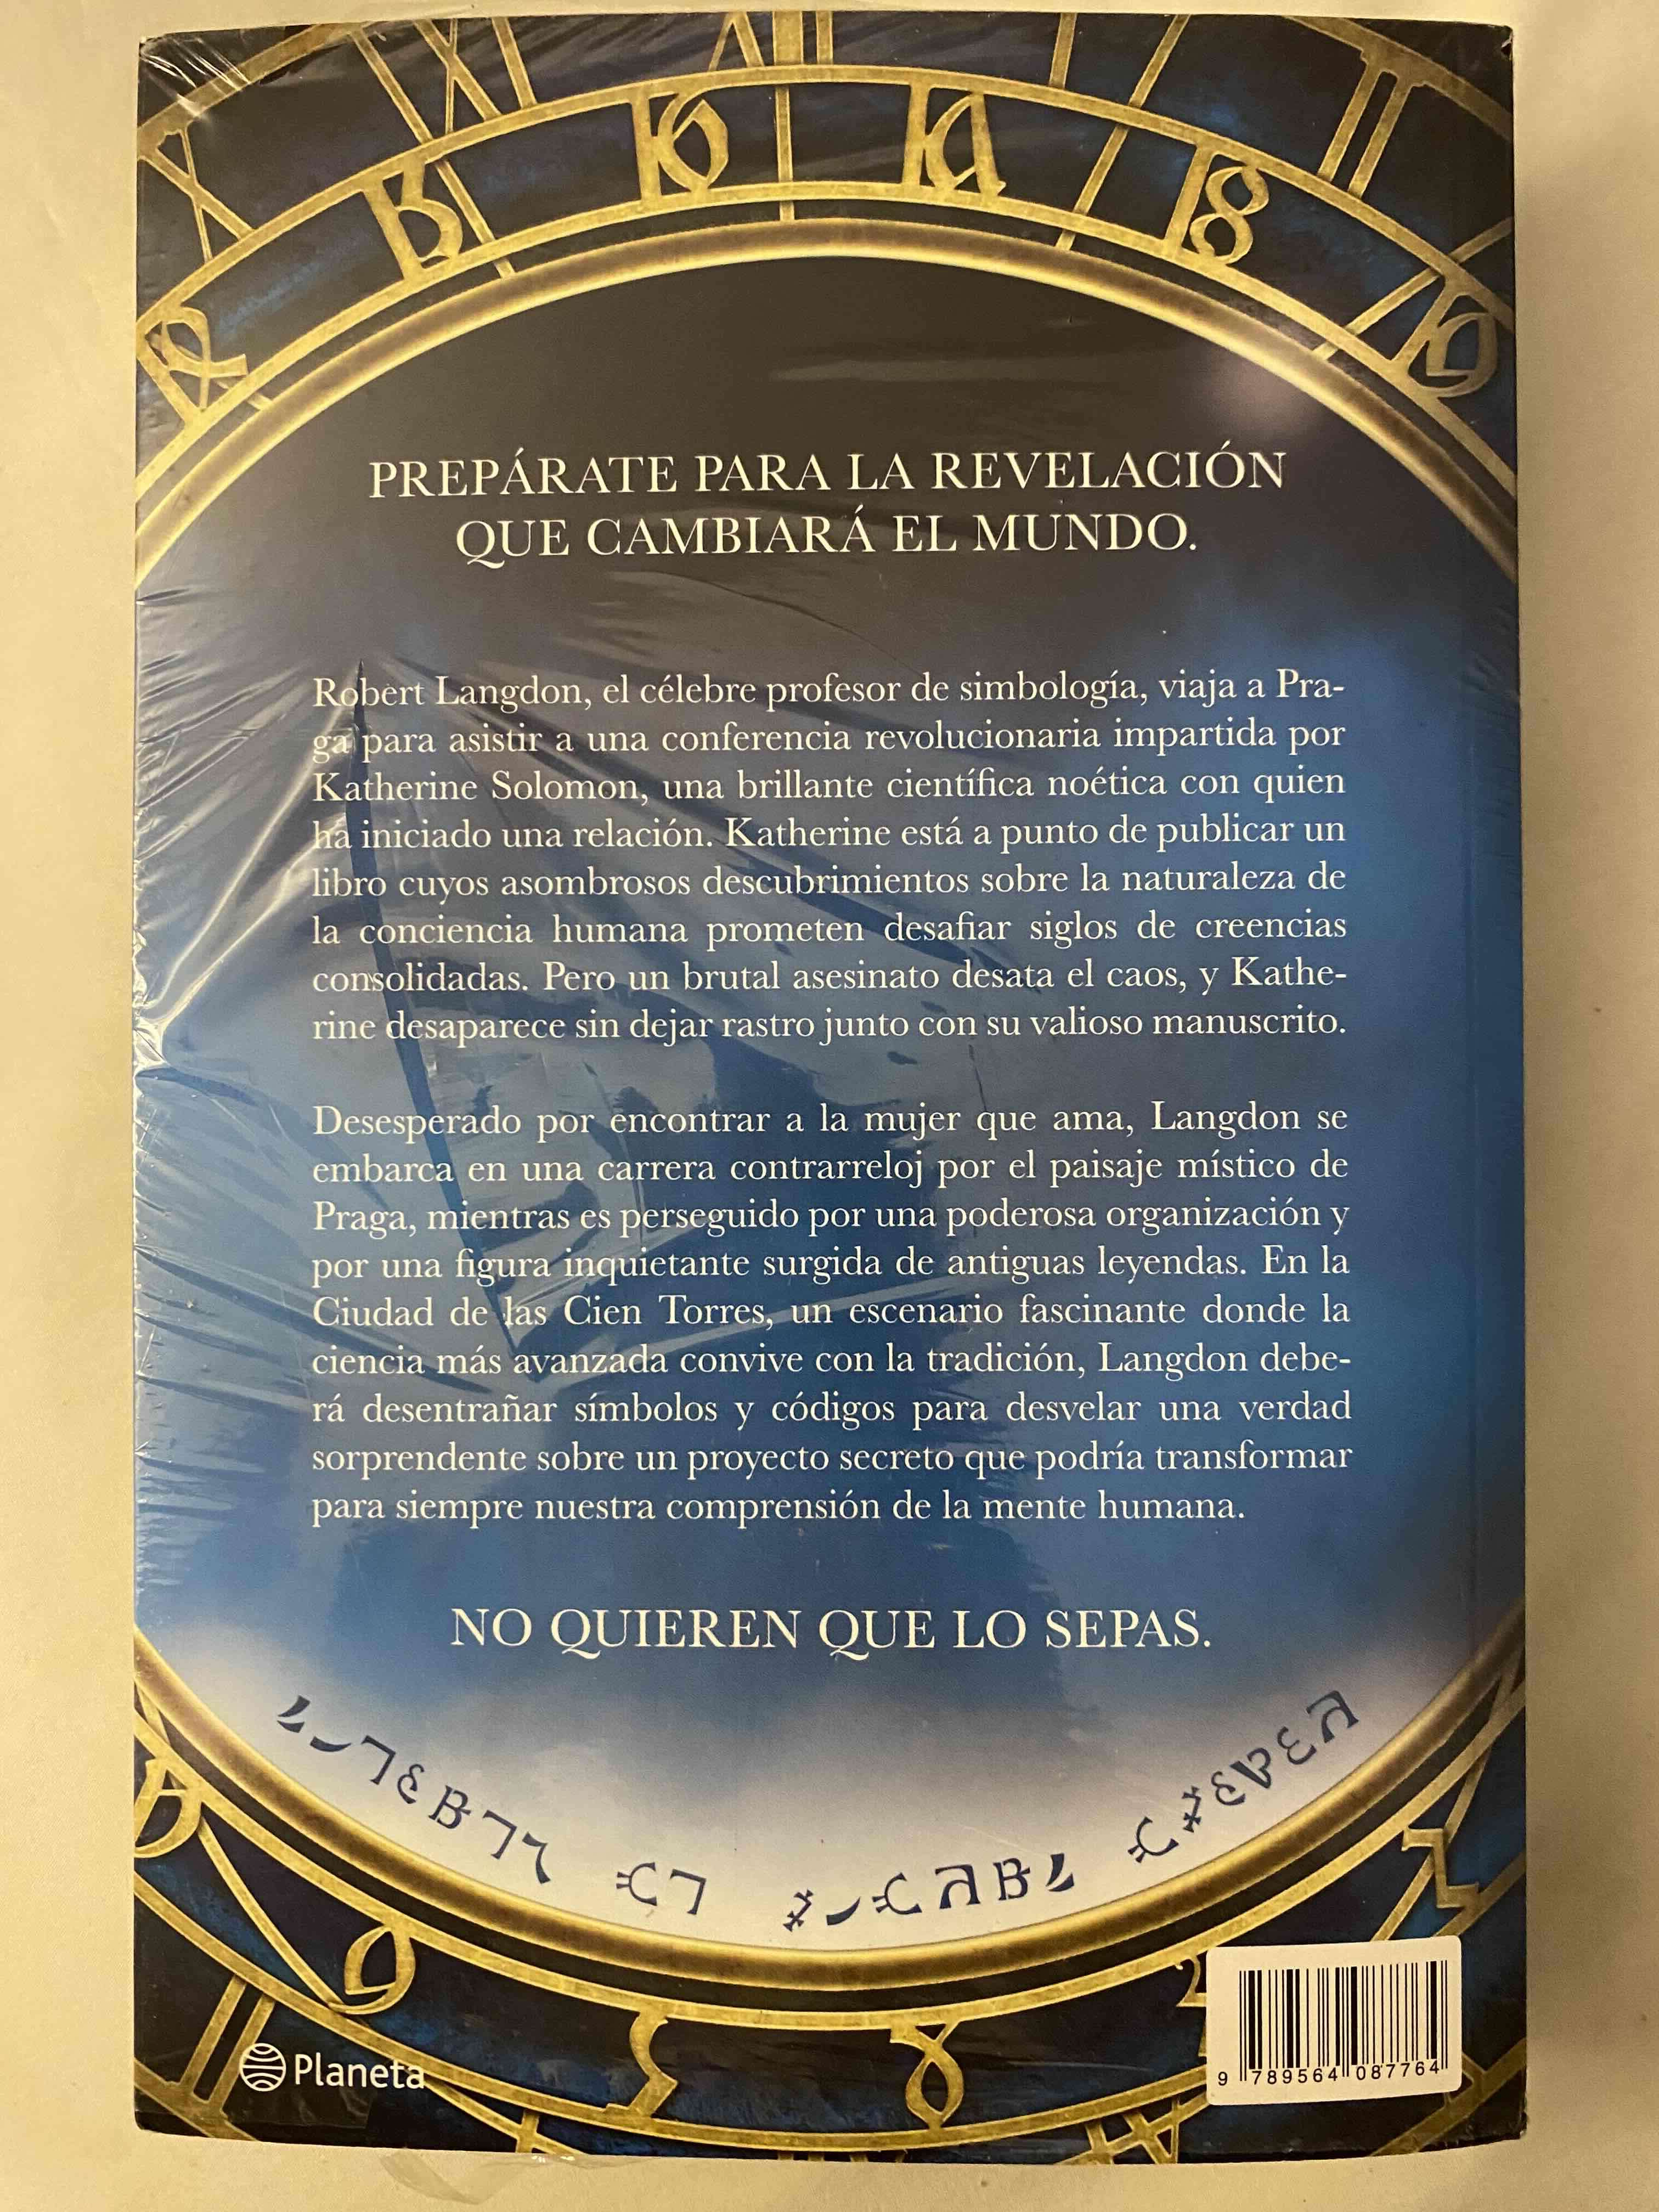 PREPÁRATE PARA LA REVELACIÓN
QUE CAMBIARÁ EL MUNDO.
Robert Langdon, el célebre profesor de simbología, viaja a Pra-
ga para asistir a una conferencia revolucionaria impartida por
Katherine Solomon, una brillante científica noética con quien
ha iniciado una relación. Katherine está a punto de publicar un
libro cuyos asombrosos descubrimientos sobre la naturaleza de
la conciencia humana prometen desafiar siglos de creencias
consolidadas. Pero un brutal asesinato desata el caos, y Kathe-
rine desaparece sin dejar rastro junto con su valioso manuscrito.
Desesperado por encontrar a la mujer que ama, Langdon se
embarca en una carrera contrarreloj por el paisaje místico de
Praga, mientras es perseguido por una poderosa organización y
por una figura inquietante surgida de antiguas leyendas. En la
Ciudad de las Cien Torres, un escenario fascinante donde la
ciencia más avanzada convive con la tradición, Langdon debe-
rá desentrañar símbolos y códigos para desvelar una verdad
sorprendente sobre un proyecto secreto que podría transformar
para siempre nuestra comprensión de la mente humana.
NO QUIEREN QUE LO SEPAS.
Planeta
9 789564 087764